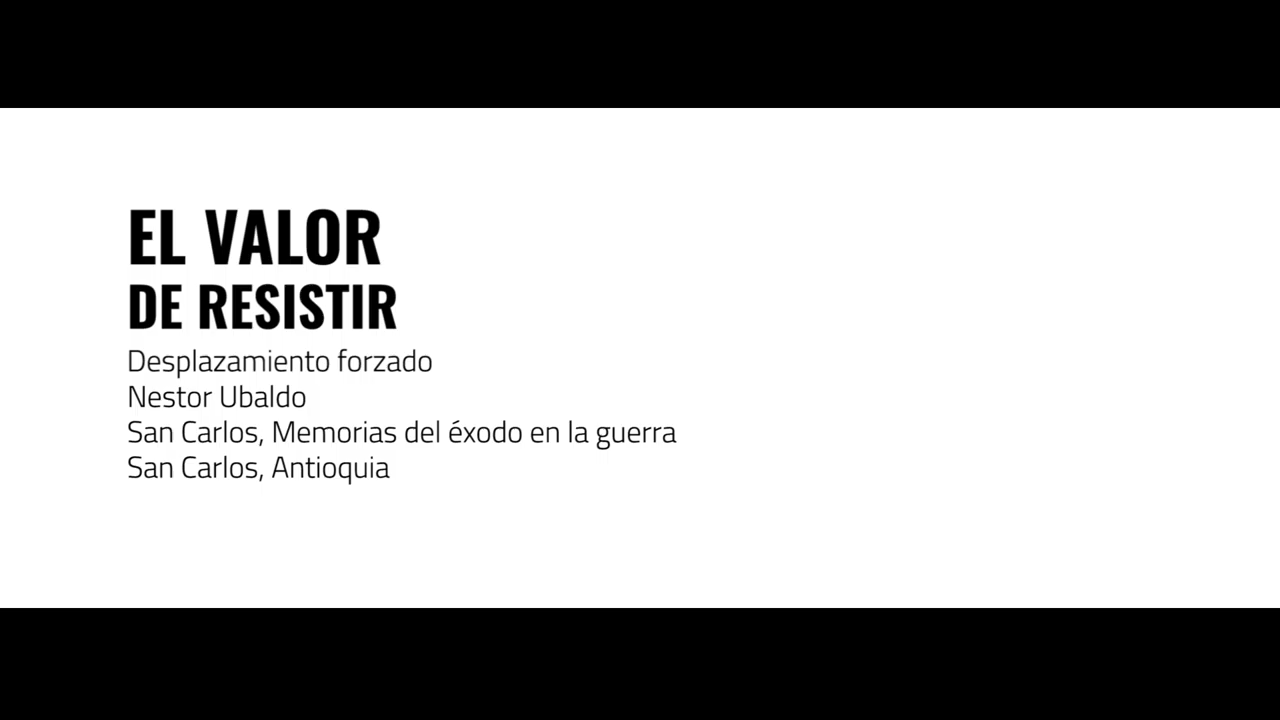 EL VALOR
DE RESISTIR
Desplazamiento forzado
Nestor Ubaldo
San Carlos, Memorias del éxodo en la guerra
San Carlos, Antioquia